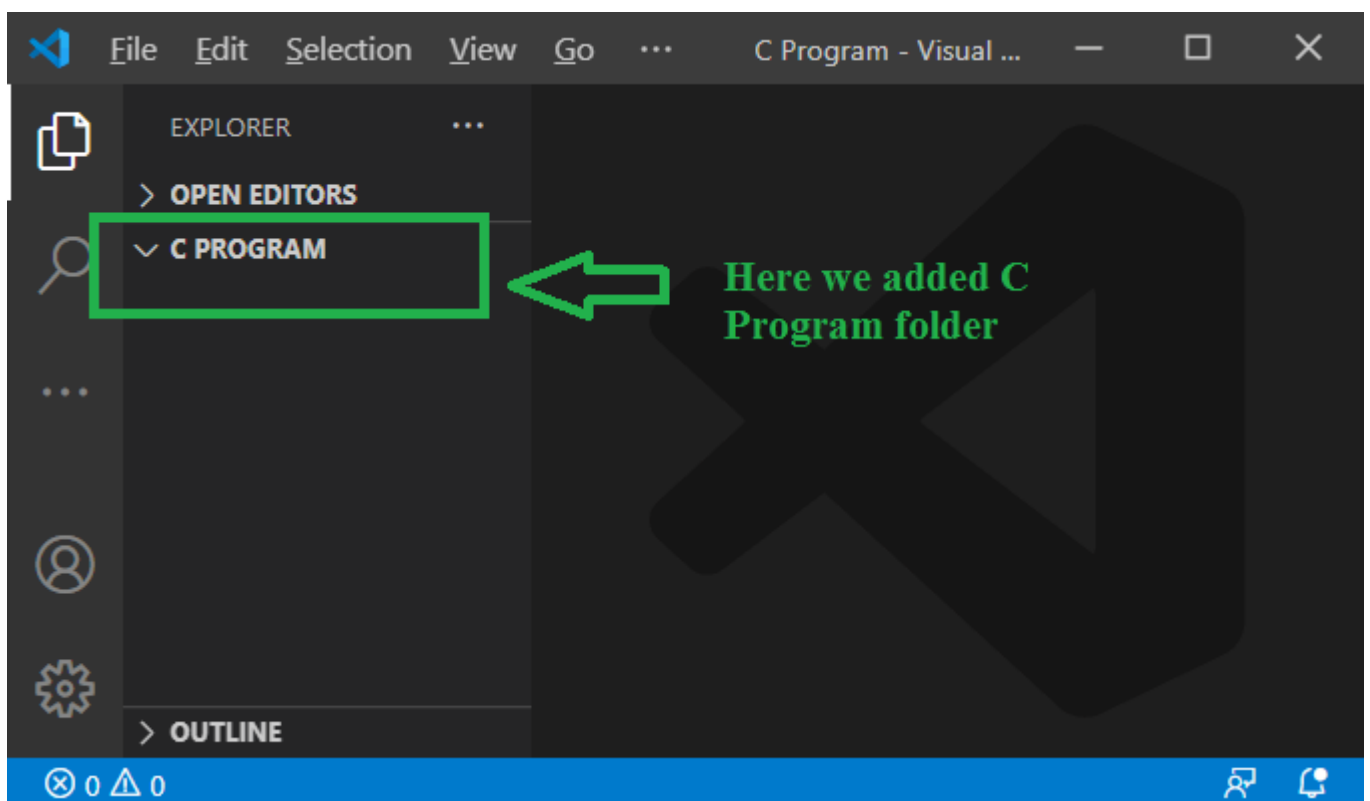 File Edit Selection View Go ··· C Program - Visual ...
EXPLORER ···
OPEN EDITORS
C PROGRAM
Here we added C
Program folder
OUTLINE
0 0